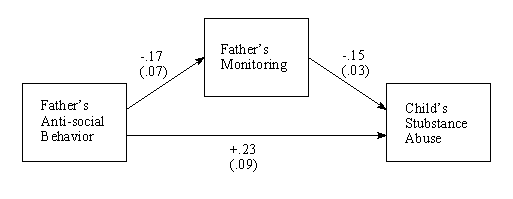 -.17
(.07)
Father's
Monitoring
-.15
(.03)
Father's
Anti-social
Behavior
+.23
(.09)
Child's
Stubstance
Abuse